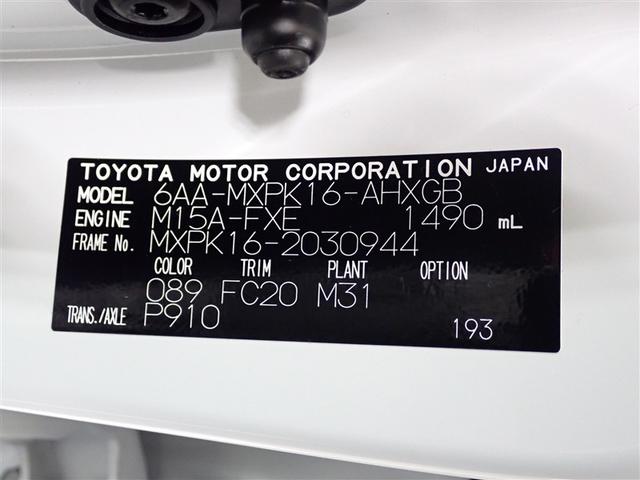 TOYOTA MOTOR CORPORATION JAPAN
MODEL 6AA-MXPK16-AHXGB
ENGINE M15A-FXE 1490 mL
FRAME No. MXPK16-2030944
COLOR TRIM PLANT OPTION
089 FC20 M31
TRANS./AXLE P910 193